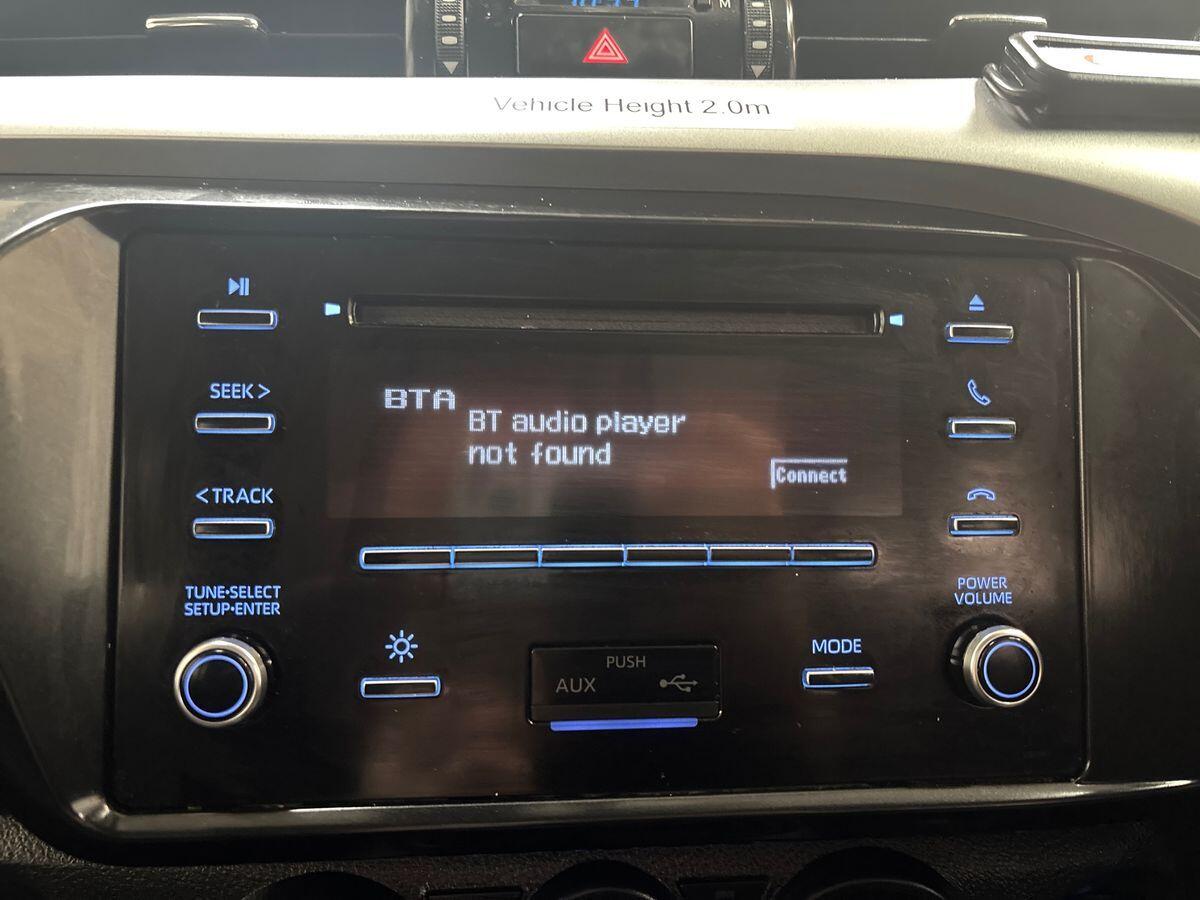 M
Vehicle Height 2.0m
SEEK >
BTA
BT audio player
not found
Connect
< TRACK
TUNE•SELECT
SETUP•ENTER
POWER
VOLUME
PUSH
AUX
MODE